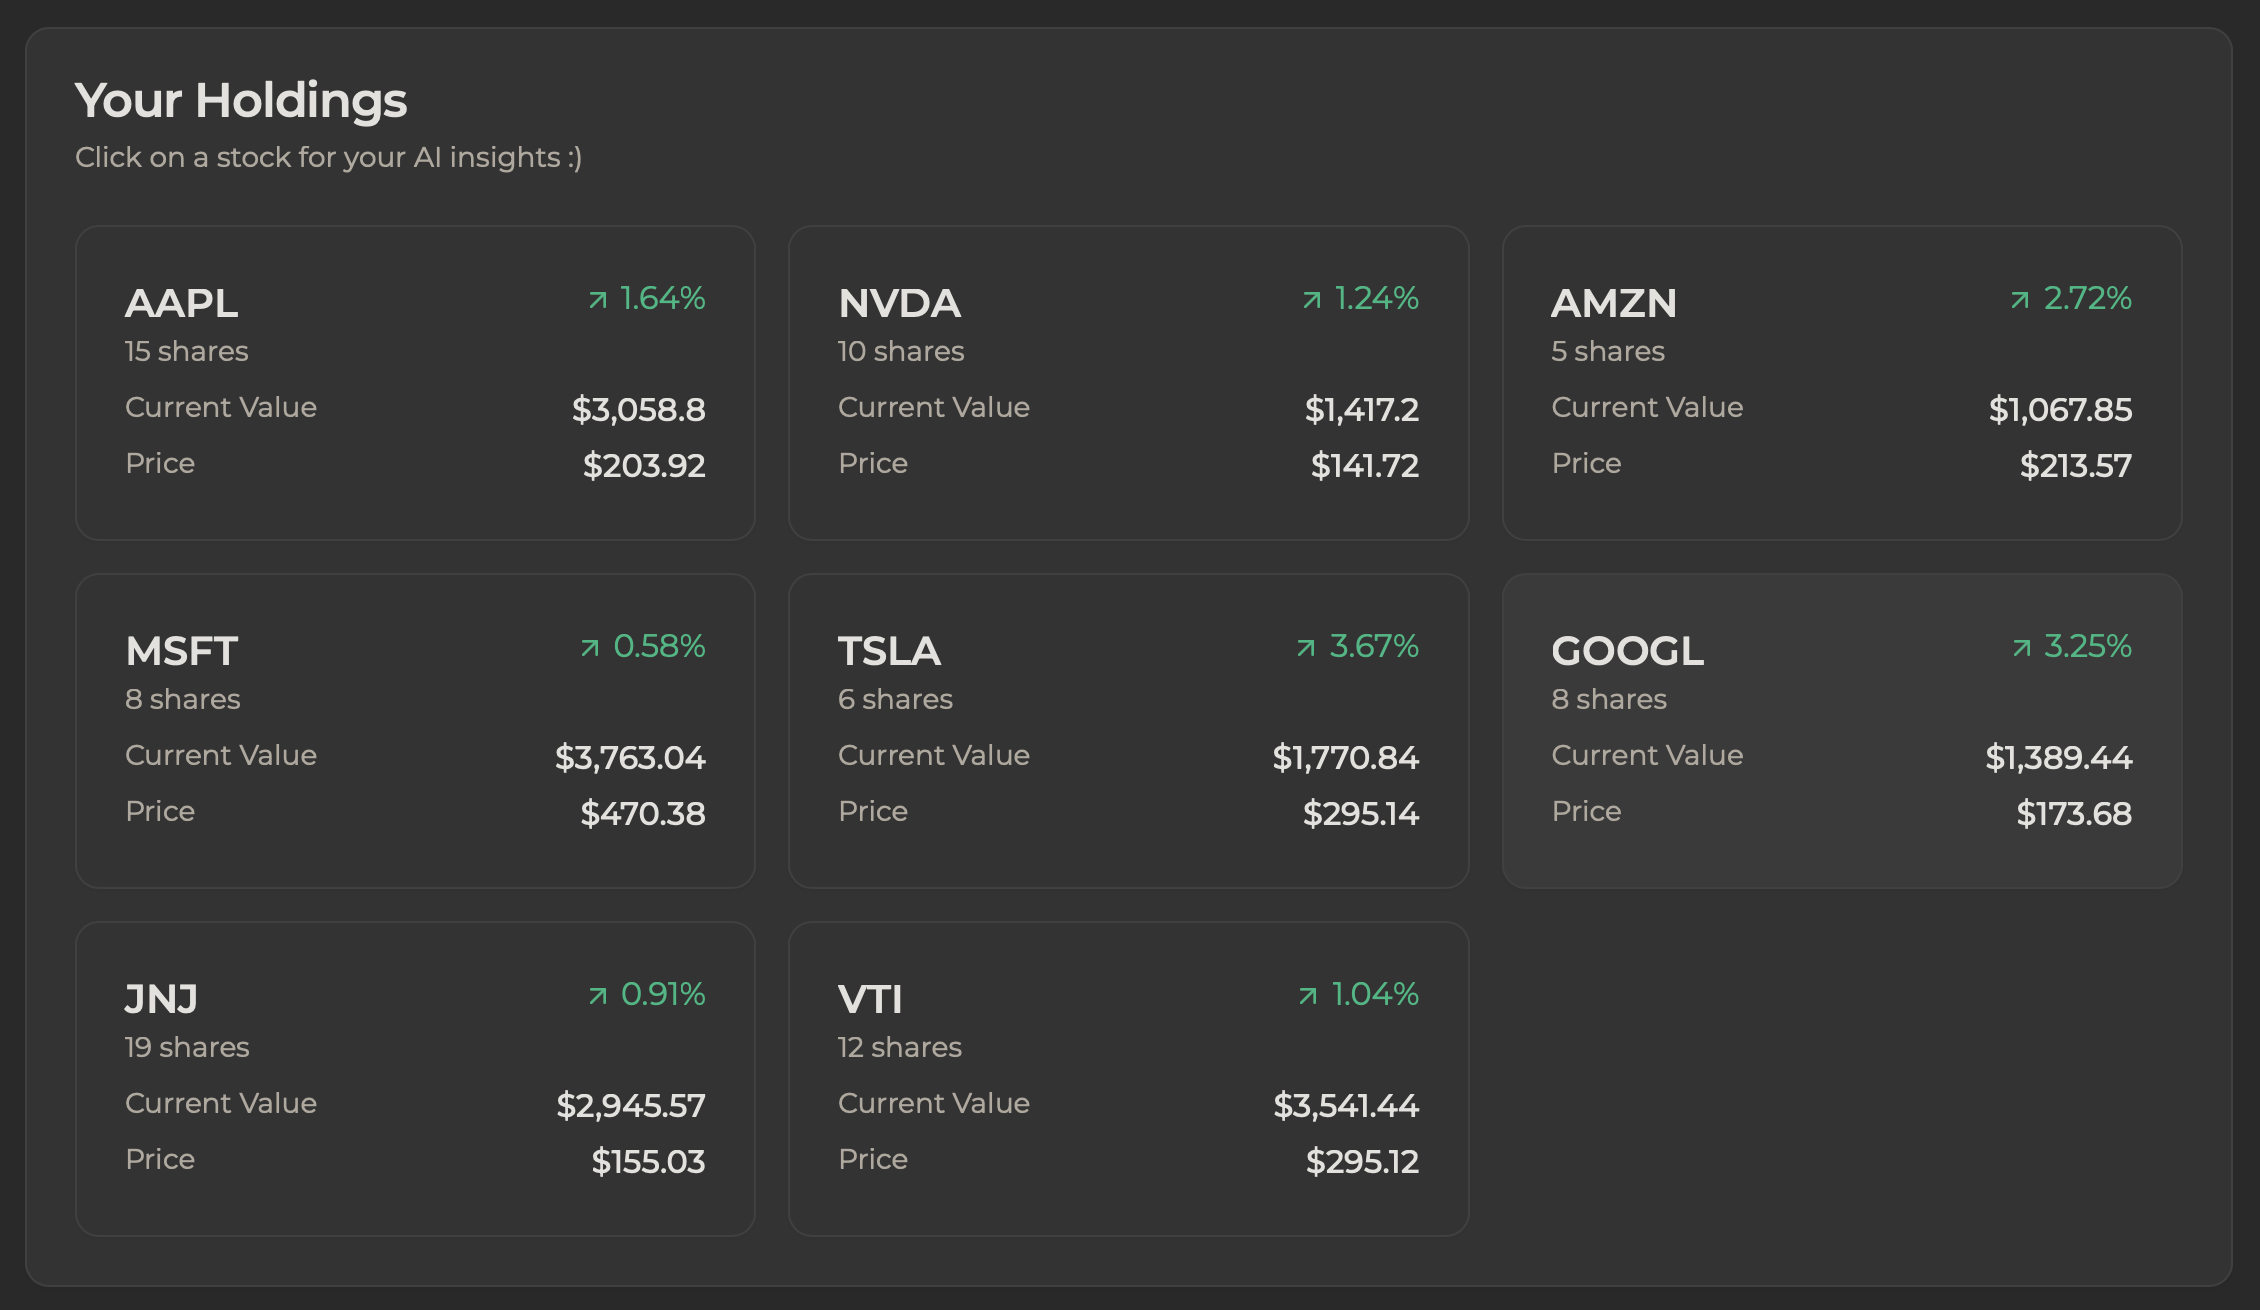 Your Holdings
Click on a stock for your AI insights :)
AAPL
1.64%
15 shares
Current Value
$3,058.8
Price
$203.92
NVDA
1.24%
10 shares
Current Value
$1,417.2
Price
$141.72
AMZN
2.72%
5 shares
Current Value
$1,067.85
Price
$213.57
MSFT
0.58%
8 shares
Current Value
$3,763.04
Price
$470.38
TSLA
3.67%
6 shares
Current Value
$1,770.84
Price
$295.14
GOOGL
3.25%
8 shares
Current Value
$1,389.44
Price
$173.68
JNJ
0.91%
19 shares
Current Value
$2,945.57
Price
$155.03
VTI
1.04%
12 shares
Current Value
$3,541.44
Price
$295.12